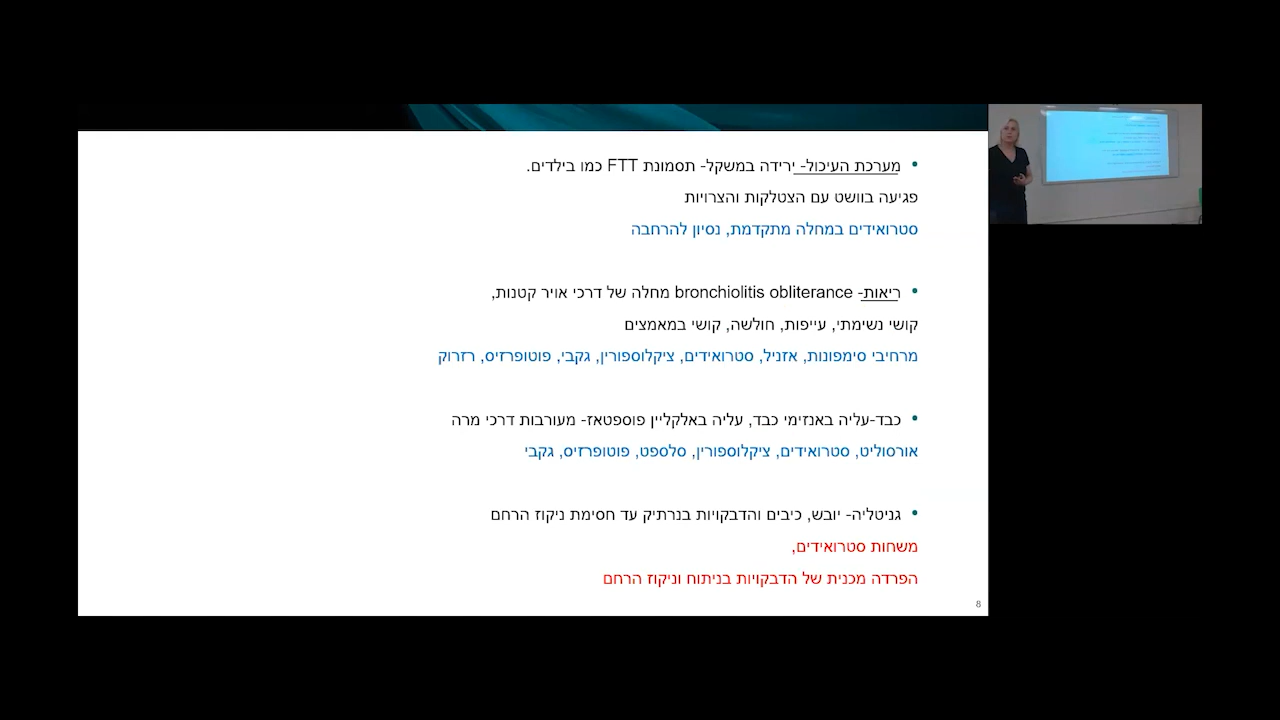 • מערכת העיכול- ירידה במשקל- תסמונת FTT כמו בילדים.
פגיעה בוושט עם הצטלקות והצרויות
סטרואידים במחלה מתקדמת, נסיון להרחבה
• ריאות- bronchiolitis obliterance מחלה של דרכי אויר קטנות,
קושי נשימתי, עייפות, חולשה, קושי במאמצים
מרחיבי סימפונות, אזניל, סטרואידים, ציקלוספורין, גקבי, פוטופרזיס, רזרוק
• כבד-עליה באנזימי כבד, עליה באלקליין פוספטאז- מעורבות דרכי מרה
אורסוליט, סטרואידים, ציקלוספורין, סלספט, פוטופרזיס, גקבי
• גניטליה- יובש, כיבים והדבקויות בנרתיק עד חסימת ניקוז הרחם
משחות סטרואידים,
הפרדה מכנית של הדבקויות בניתוח וניקוז הרחם
8